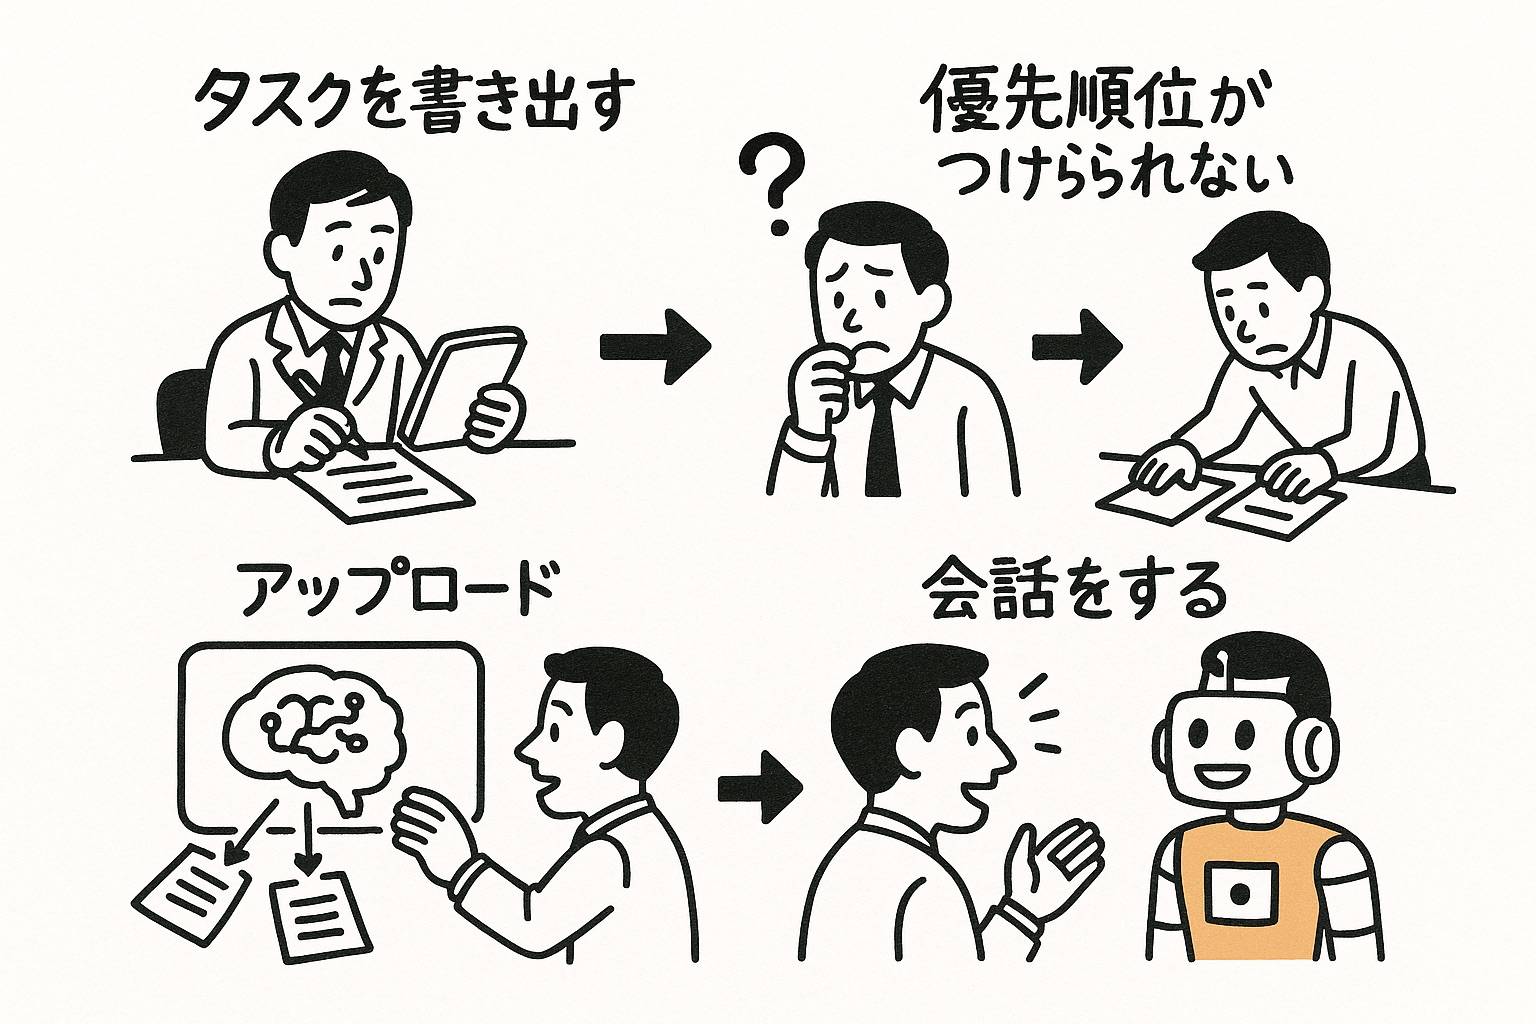 タスクを書き出す
優先順位が
つけられない
?
アップロード
会話をする